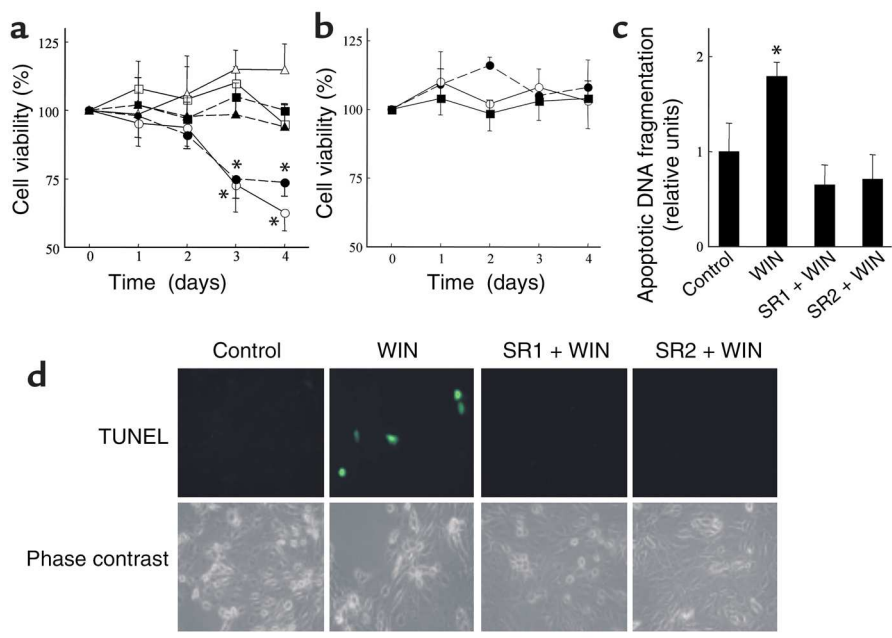 a
125
100
75
50
Cell viability (%)
*
*
*
*
0 1 2 3 4
Time (days)
b
125
100
75
50
Cell viability (%)
0 1 2 3 4
Time (days)
c
Apoptotic DNA fragmentation
(relative units)
2
1
0
*
Control
WIN
SR1 + WIN
SR2 + WIN
d
Control WIN SR1 + WIN SR2 + WIN
TUNEL
Phase contrast